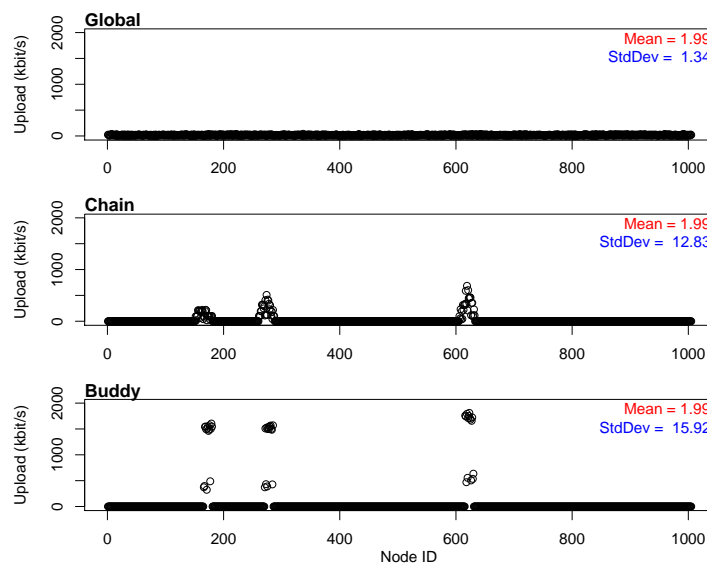 Global
Mean = 1.99
StdDev = 1.34
Upload (kbit/s)
2000
1000
0
0 200 400 600 800 1000
Chain
Mean = 1.99
StdDev = 12.83
Upload (kbit/s)
2000
1000
0
0 200 400 600 800 1000
Buddy
Mean = 1.99
StdDev = 15.92
Upload (kbit/s)
2000
1000
0
0 200 400 600 800 1000
Node ID